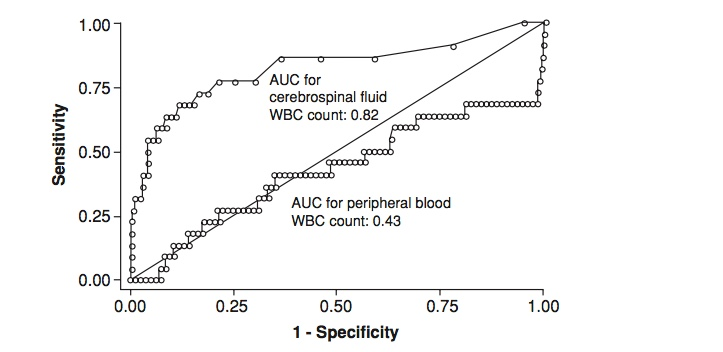 1.00
0.75
0.50
0.25
0.00
Sensitivity
AUC for
cerebrospinal fluid
WBC count: 0.82
AUC for peripheral blood
WBC count: 0.43
0.00 0.25 0.50 0.75 1.00
1 - Specificity